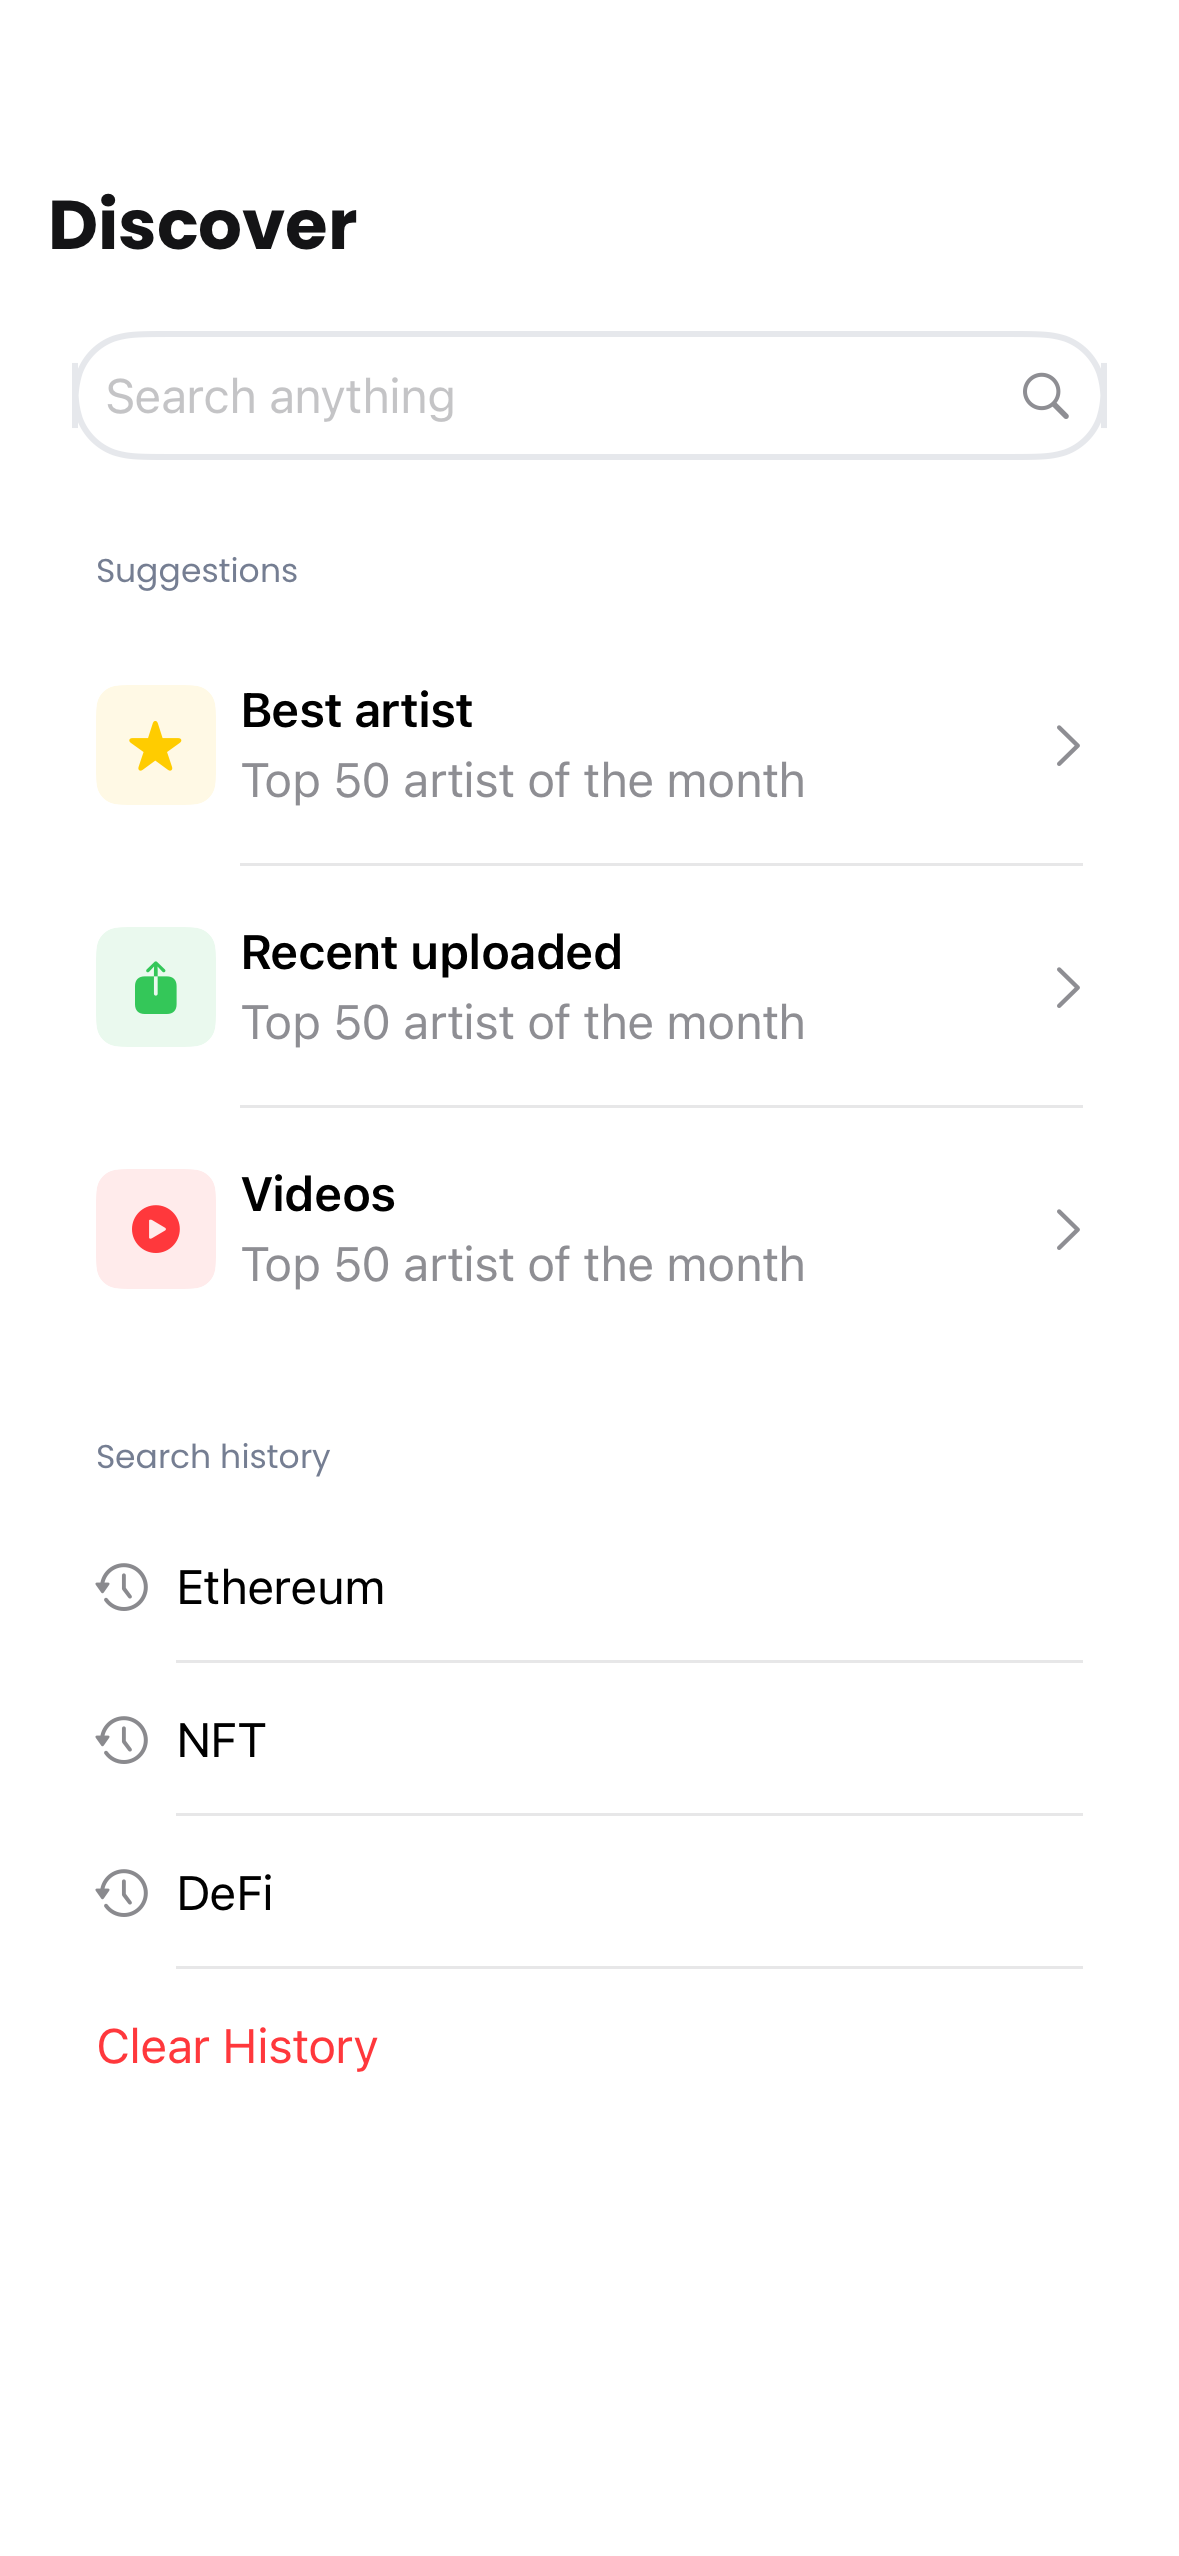 Discover
Search anything
Suggestions
Best artist
Top 50 artist of the month
Recent uploaded
Top 50 artist of the month
Videos
Top 50 artist of the month
Search history
Ethereum
NFT
DeFi
Clear History